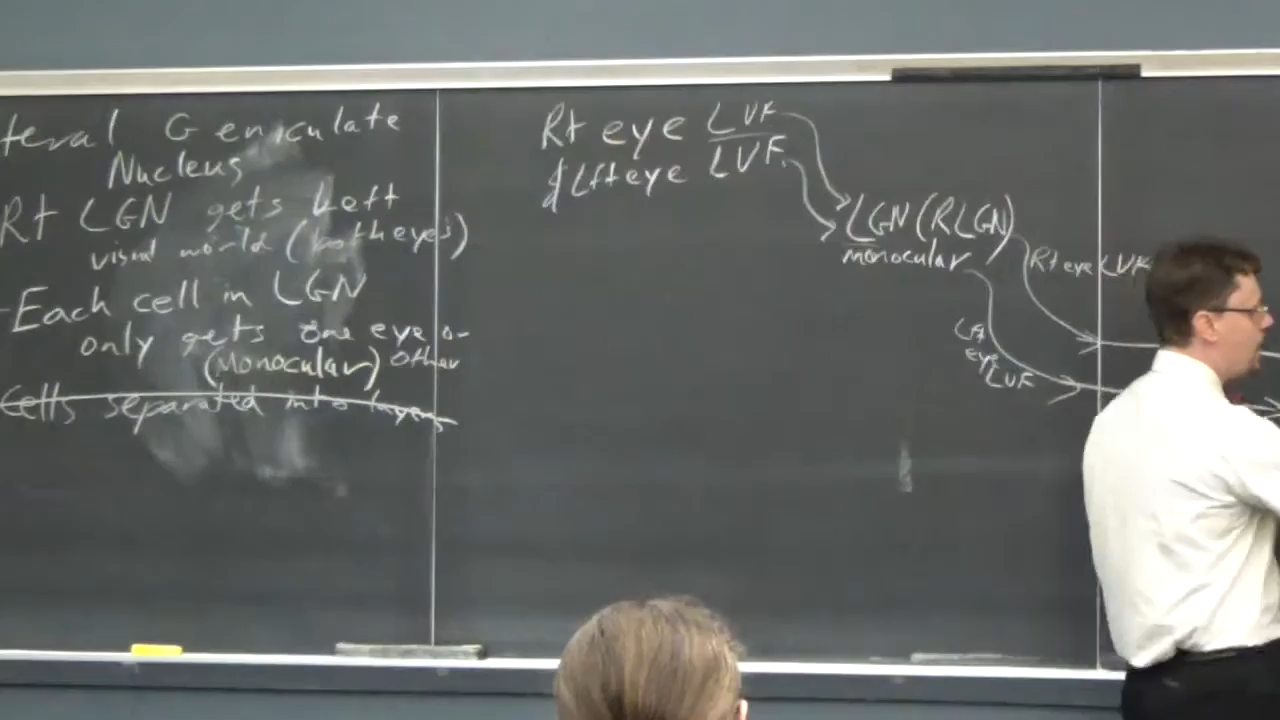 teral Geniculate
Nucleus
Rt LGN gets Left
visual world (both eyes)
-Each cell in LGN
only gets one eye or
(Monocular) other
Cells separated into layers
Rt eye LVF
& Lft eye LVF
LGN (RLGN)
monocular
Rt eye LVF
Lft
eye
LVF